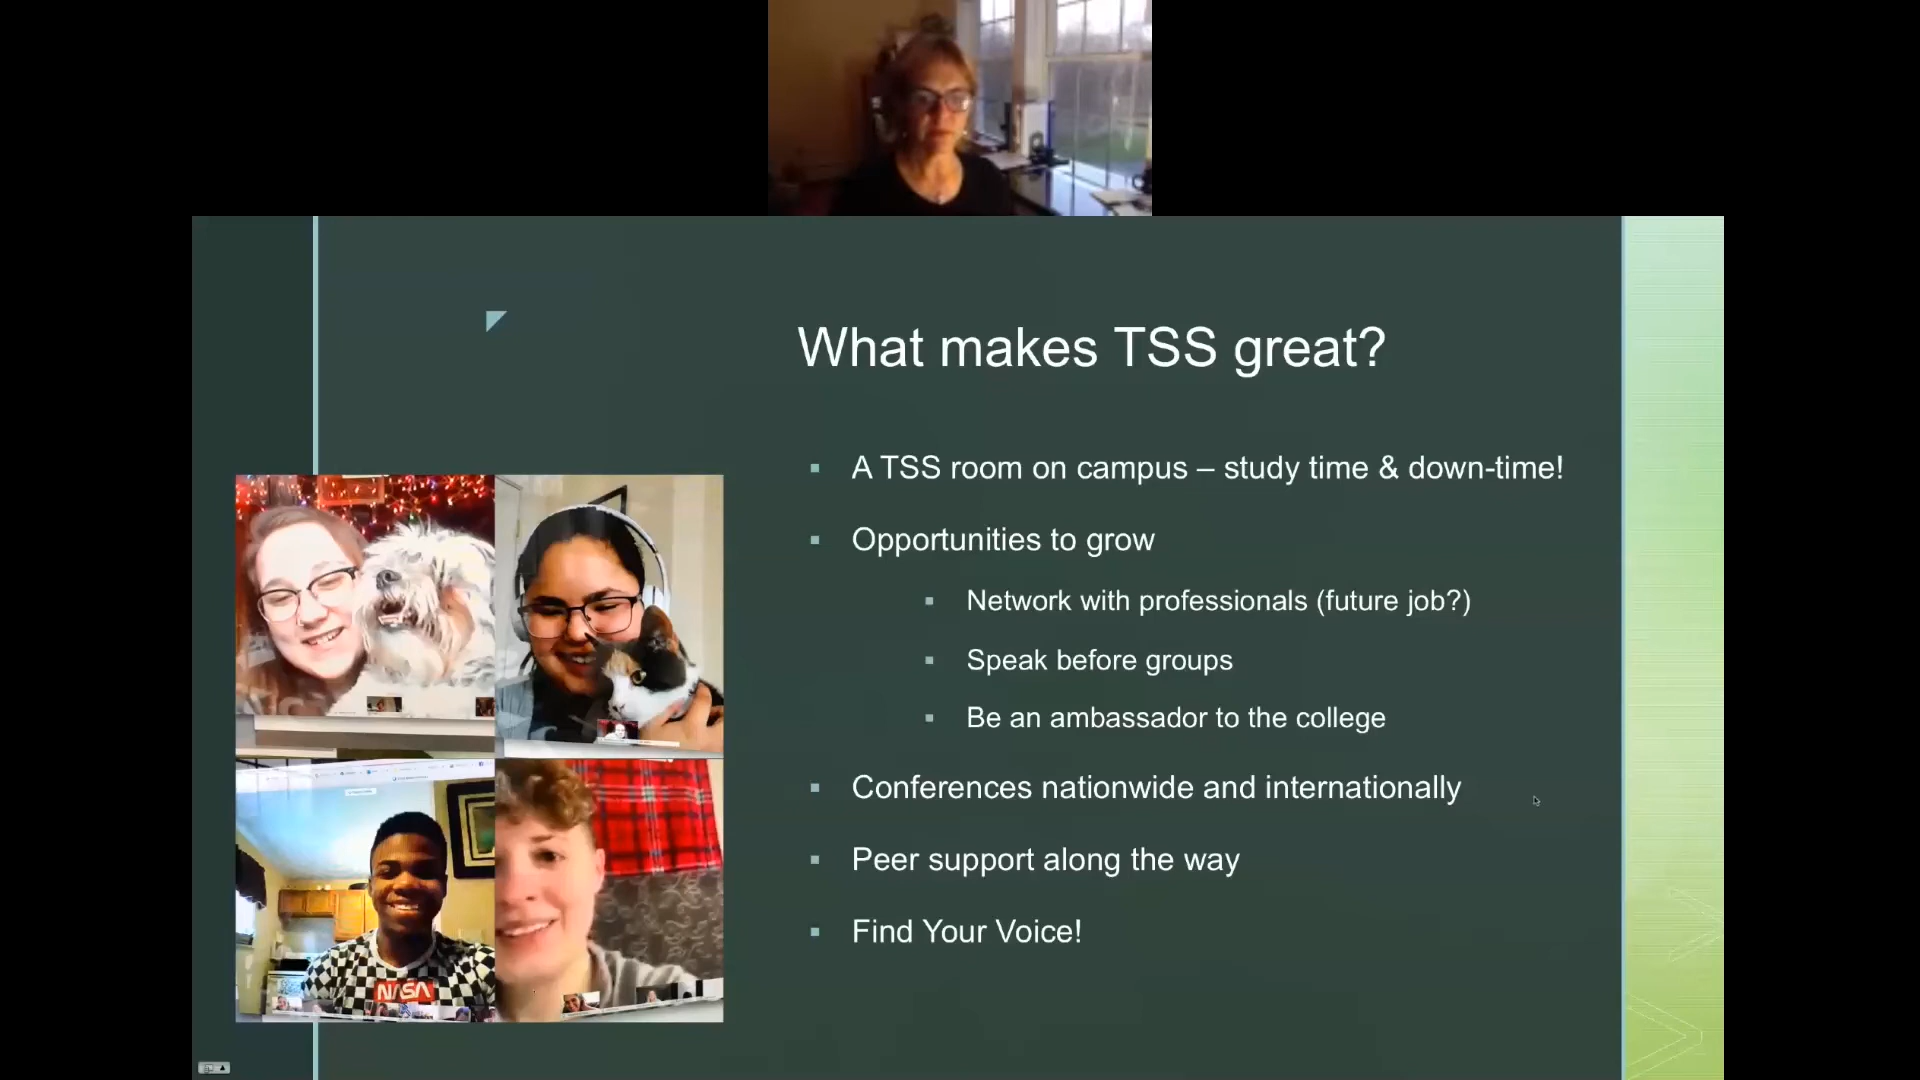 What makes TSS great?
A TSS room on campus – study time & down-time!
Opportunities to grow
Network with professionals (future job?)
Speak before groups
Be an ambassador to the college
Conferences nationwide and internationally
Peer support along the way
Find Your Voice!
NASA